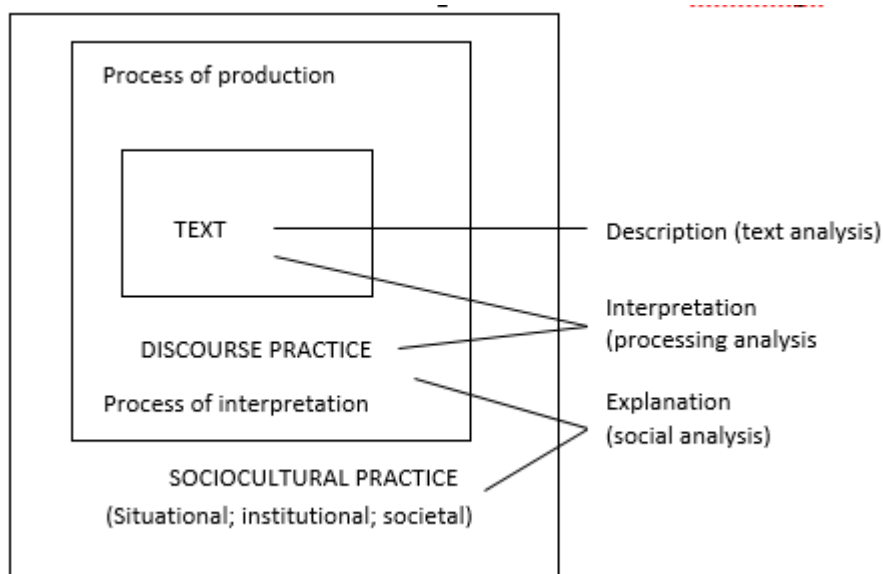 Process of production
TEXT
Description (text analysis)
Interpretation
(processing analysis
DISCOURSE PRACTICE
Process of interpretation
Explanation
(social analysis)
SOCIOCULTURAL PRACTICE
(Situational; institutional; societal)